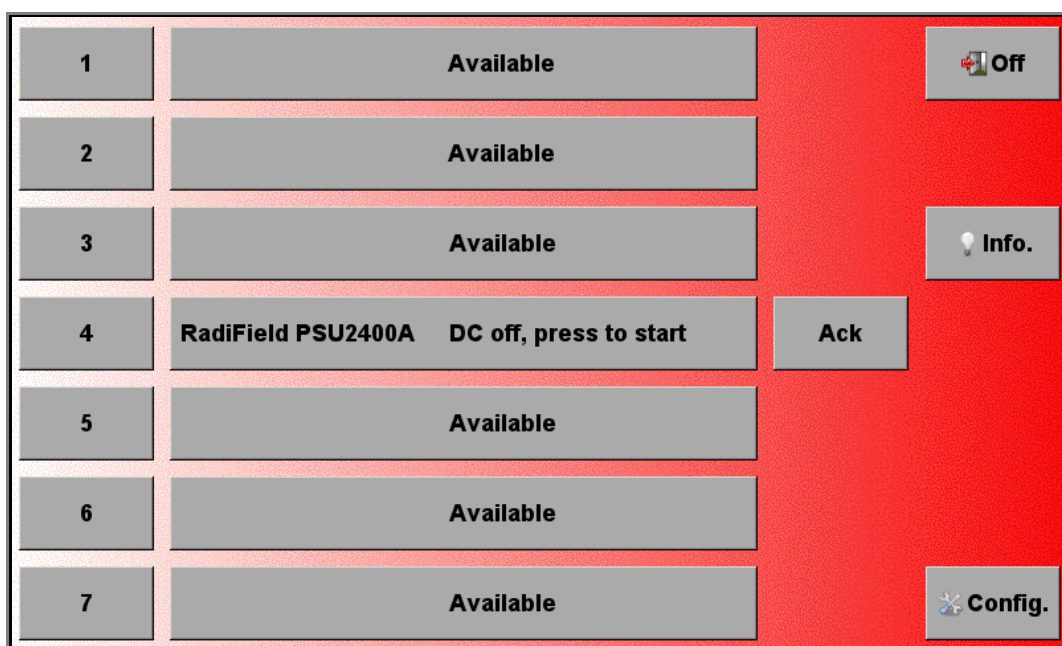 1 Available Off
2 Available
3 Available Info.
4 RadiField PSU2400A DC off, press to start Ack
5 Available
6 Available
7 Available Config.